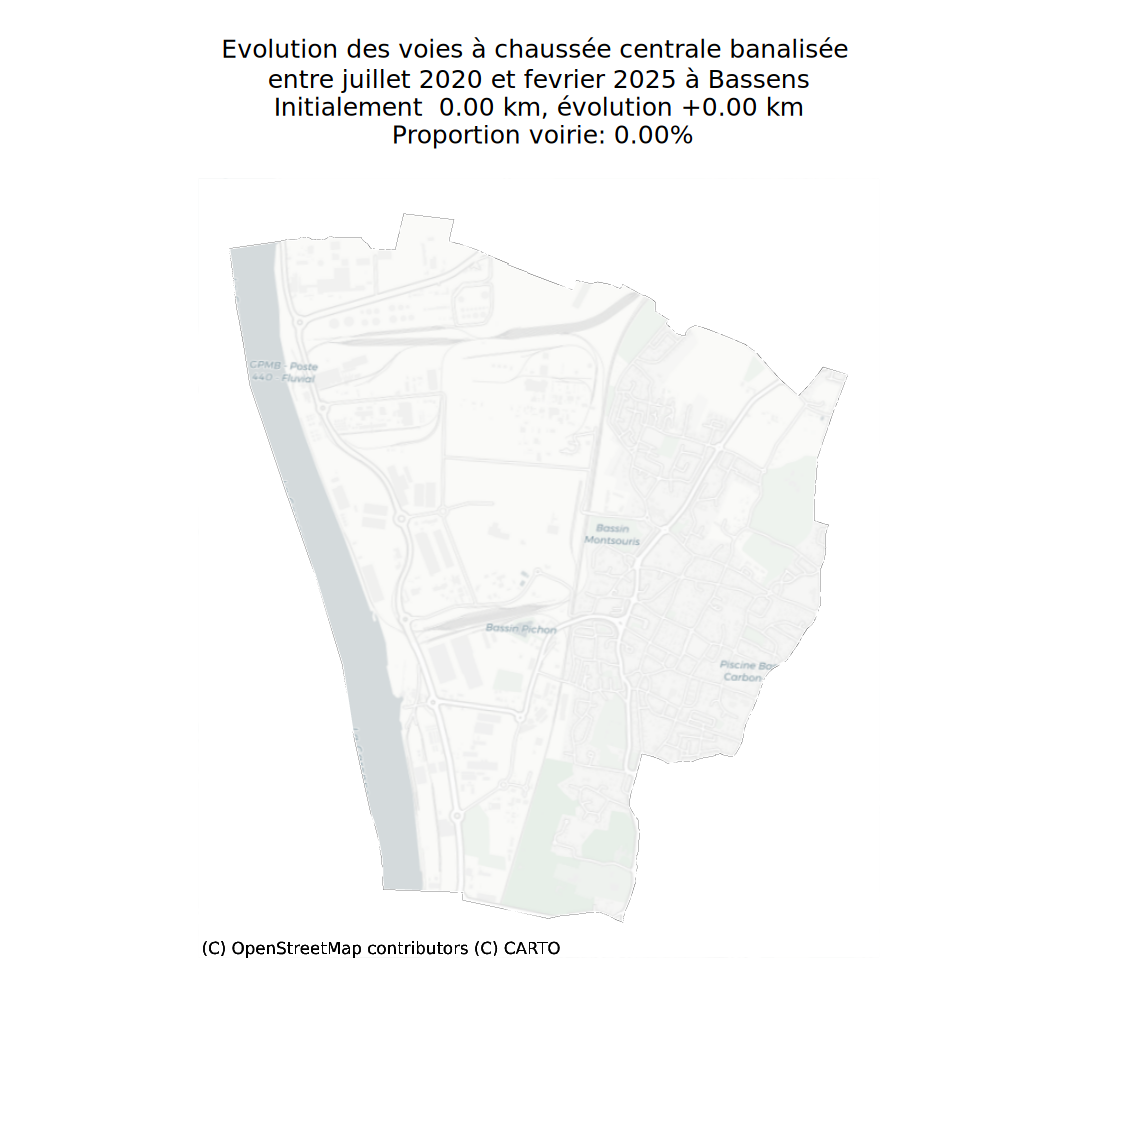 Evolution des voies à chaussée centrale banalisée
entre juillet 2020 et fevrier 2025 à Bassens
Initialement  0.00 km, évolution +0.00 km
Proportion voirie: 0.00%
GPMB - Poste
440 - Fluvial
Bassin
Montsouris
Bassin Pichon
Piscine Bas
Carbon
(C) OpenStreetMap contributors (C) CARTO